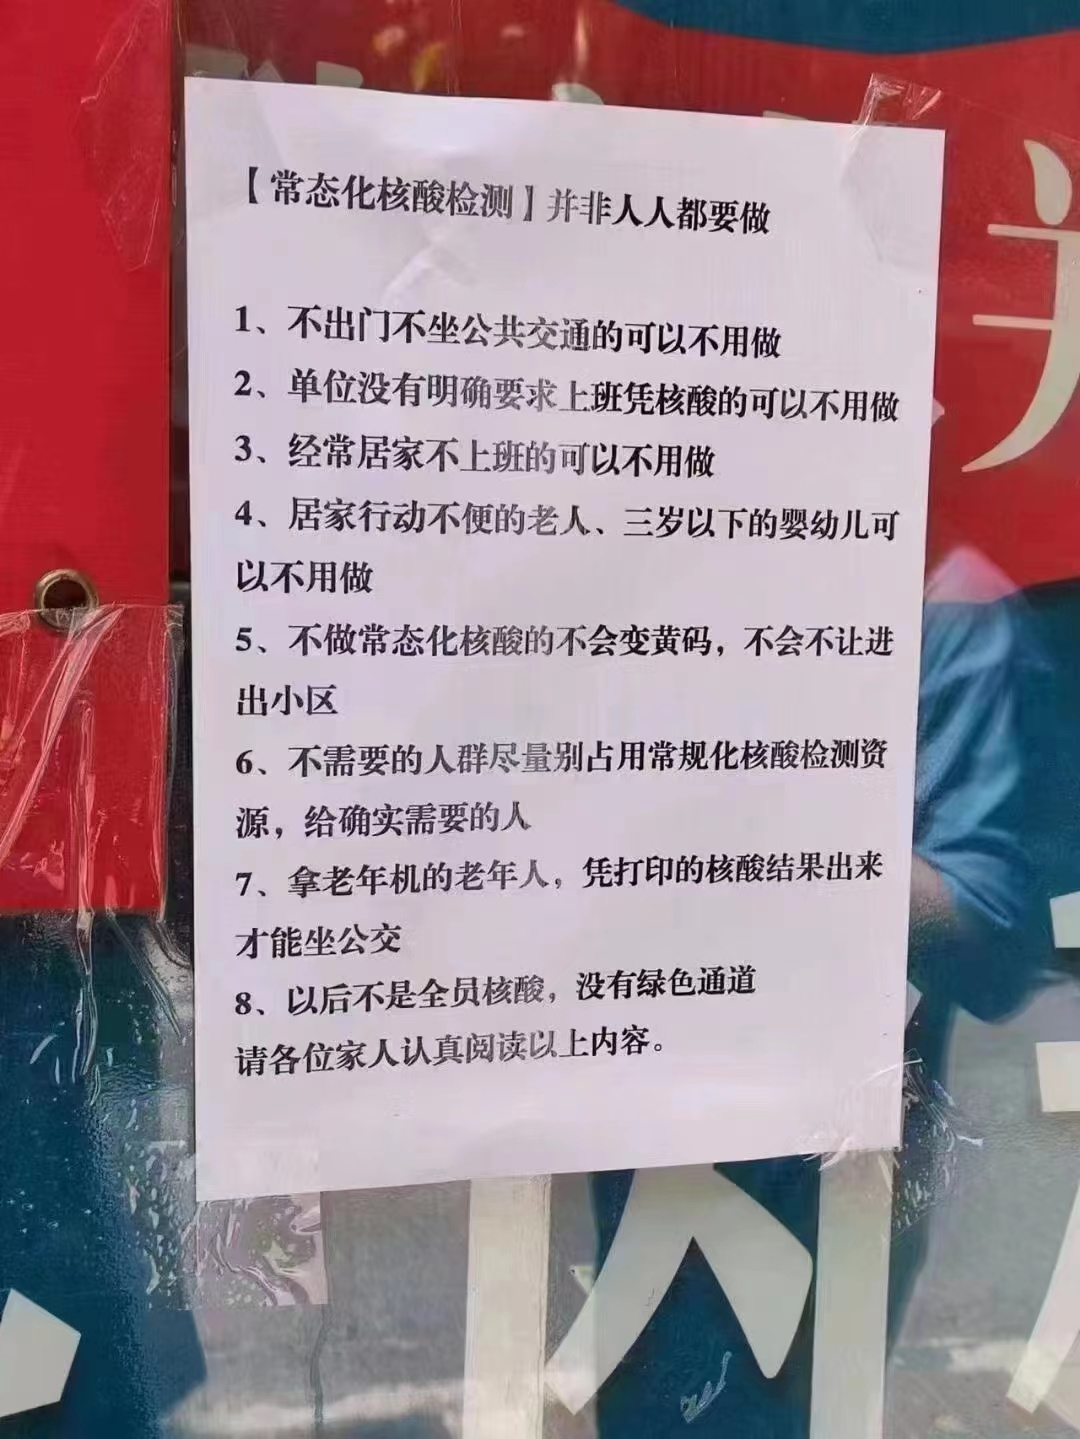 【常态化核酸检测】并非人人都要做
1、不出门不坐公共交通的可以不用做
2、单位没有明确要求上班凭核酸的可以不用做
3、经常居家不上班的可以不用做
4、居家行动不便的老人、三岁以下的婴幼儿可
以不用做
5、不做常态化核酸的不会变黄码，不会不让进
出小区
6、不需要的人群尽量别占用常规化核酸检测资
源，给确实需要的人
7、拿老年机的老年人，凭打印的核酸结果出来
才能坐公交
8、以后不是全员核酸，没有绿色通道
请各位家人认真阅读以上内容。